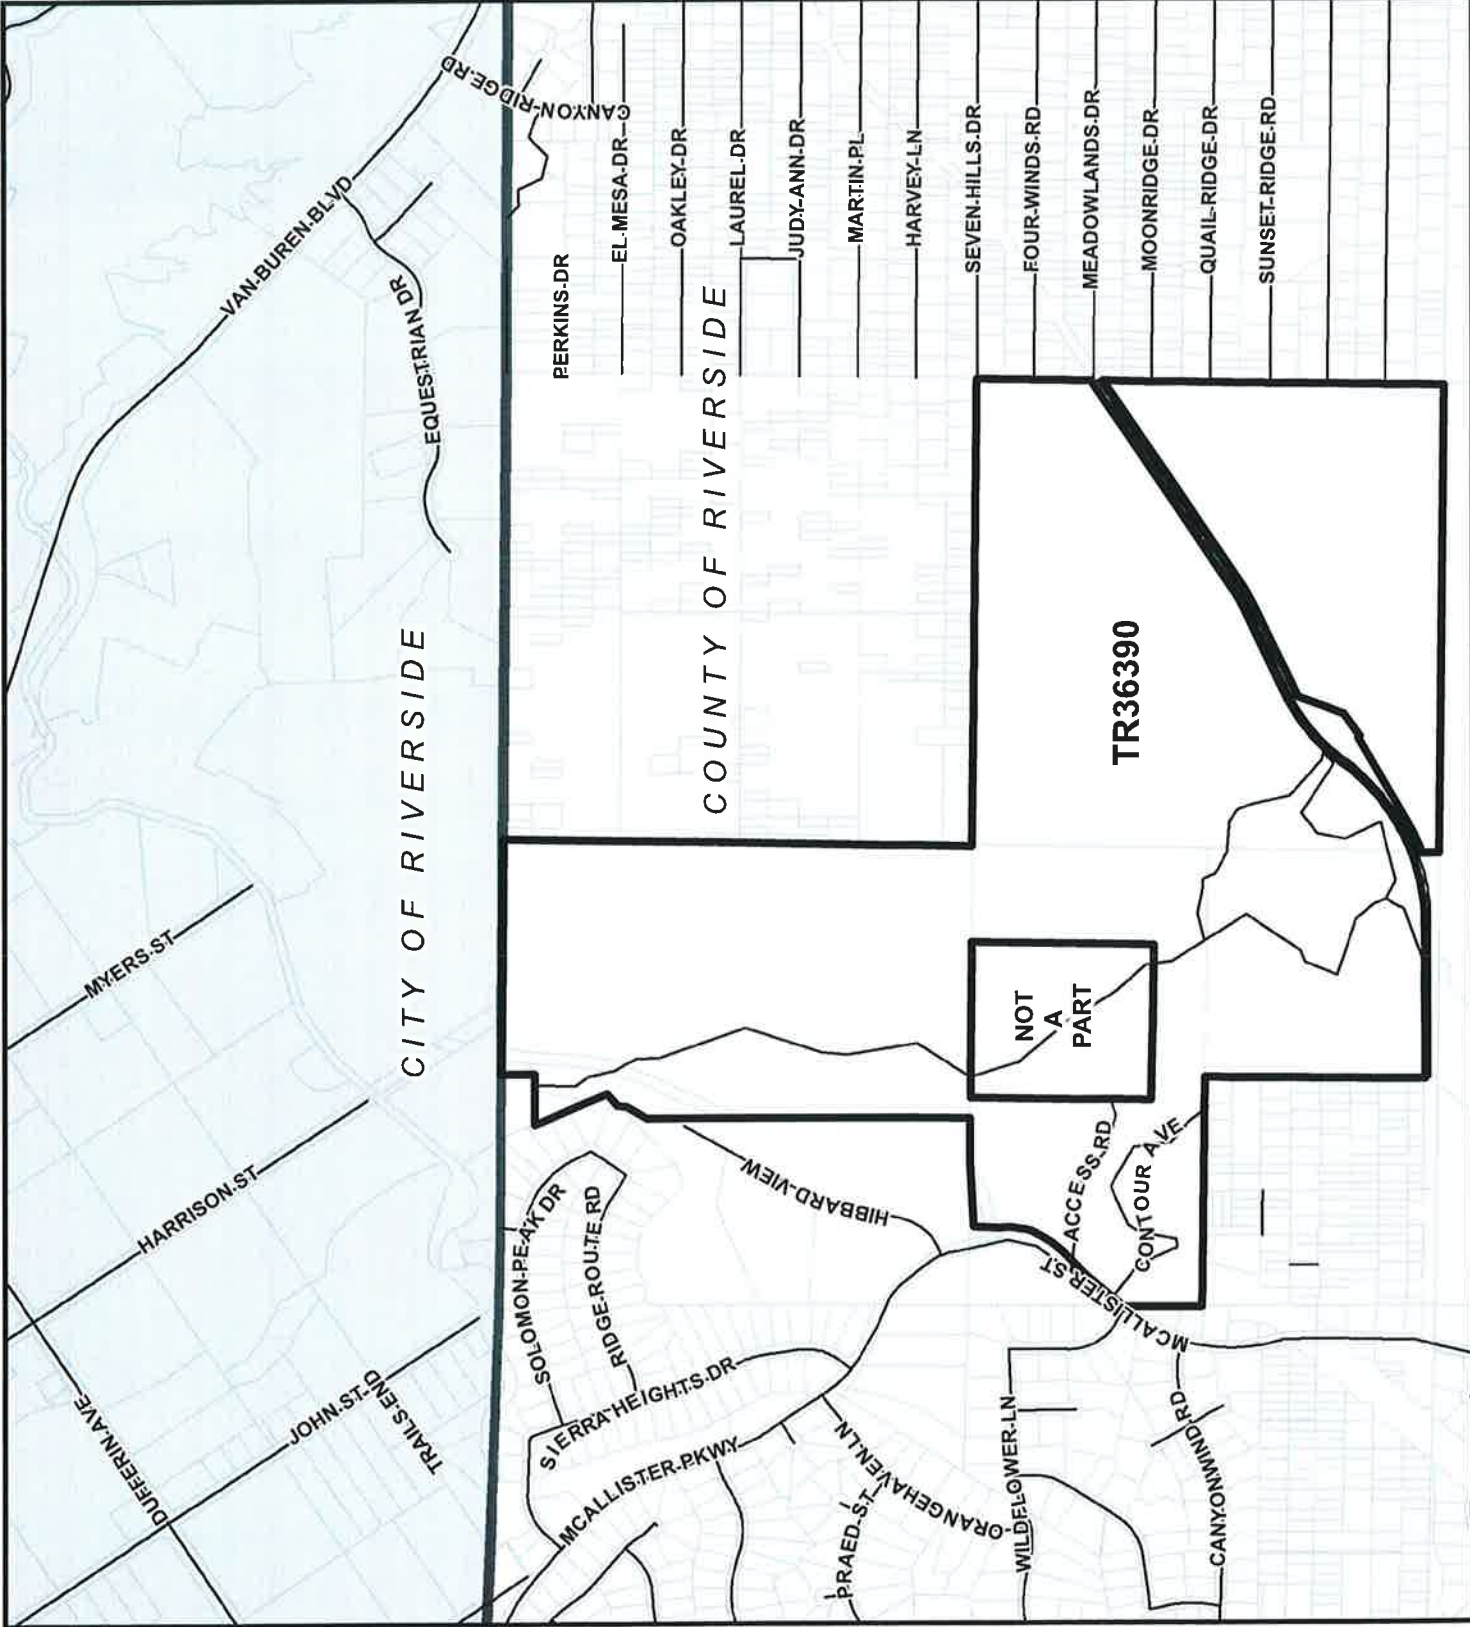 CITY OF RIVERSIDE
COUNTY OF RIVERSIDE
TR36390
NOT
A
PART
DUFFERIN AVE
JOHN ST
TRAILS END
HARRISON ST
MYERS ST
VAN BUREN BLVD
EQUESTRIAN DR
CANYON RIDGE RD
PERKINS DR
EL MESA DR
OAKLEY DR
LAUREL DR
JUDY ANN DR
MARTIN PL
HARVEY LN
SEVEN HILLS DR
FOUR WINDS RD
MEADOWLANDS DR
MOONRIDGE DR
QUAIL RIDGE DR
SUNSET RIDGE RD
SOLOMON PEAK DR
RIDGE ROUTE RD
SIERRA HEIGHTS DR
MCALLISTER PKWY
HIBBARD VIEW
ORANGEHAVEN LN
PRAED ST
WILDFLOWER LN
CANYONWIND RD
MCALLISTER ST
ACCESS RD
CONTOUR AVE